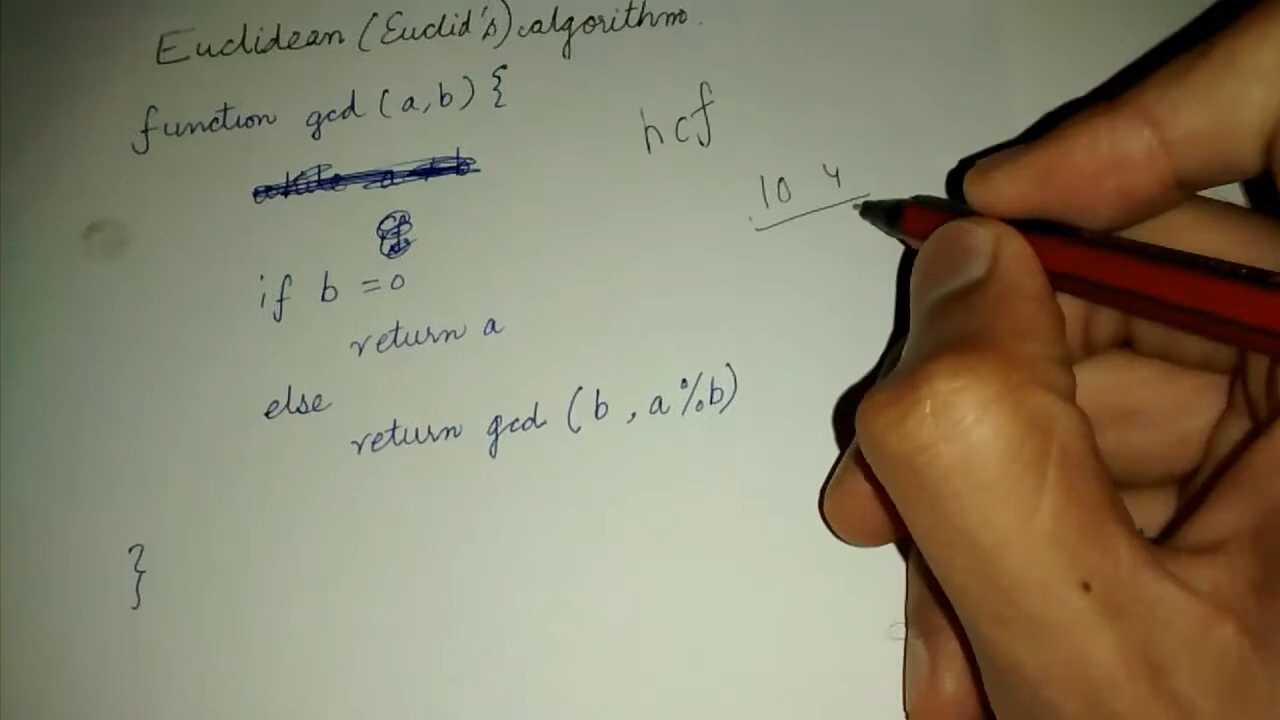 Euclidean (Euclid's) algorithm.
function gcd (a,b) {
if b = 0
return a
else
return gcd (b, a%b)
}
hcf
10 4